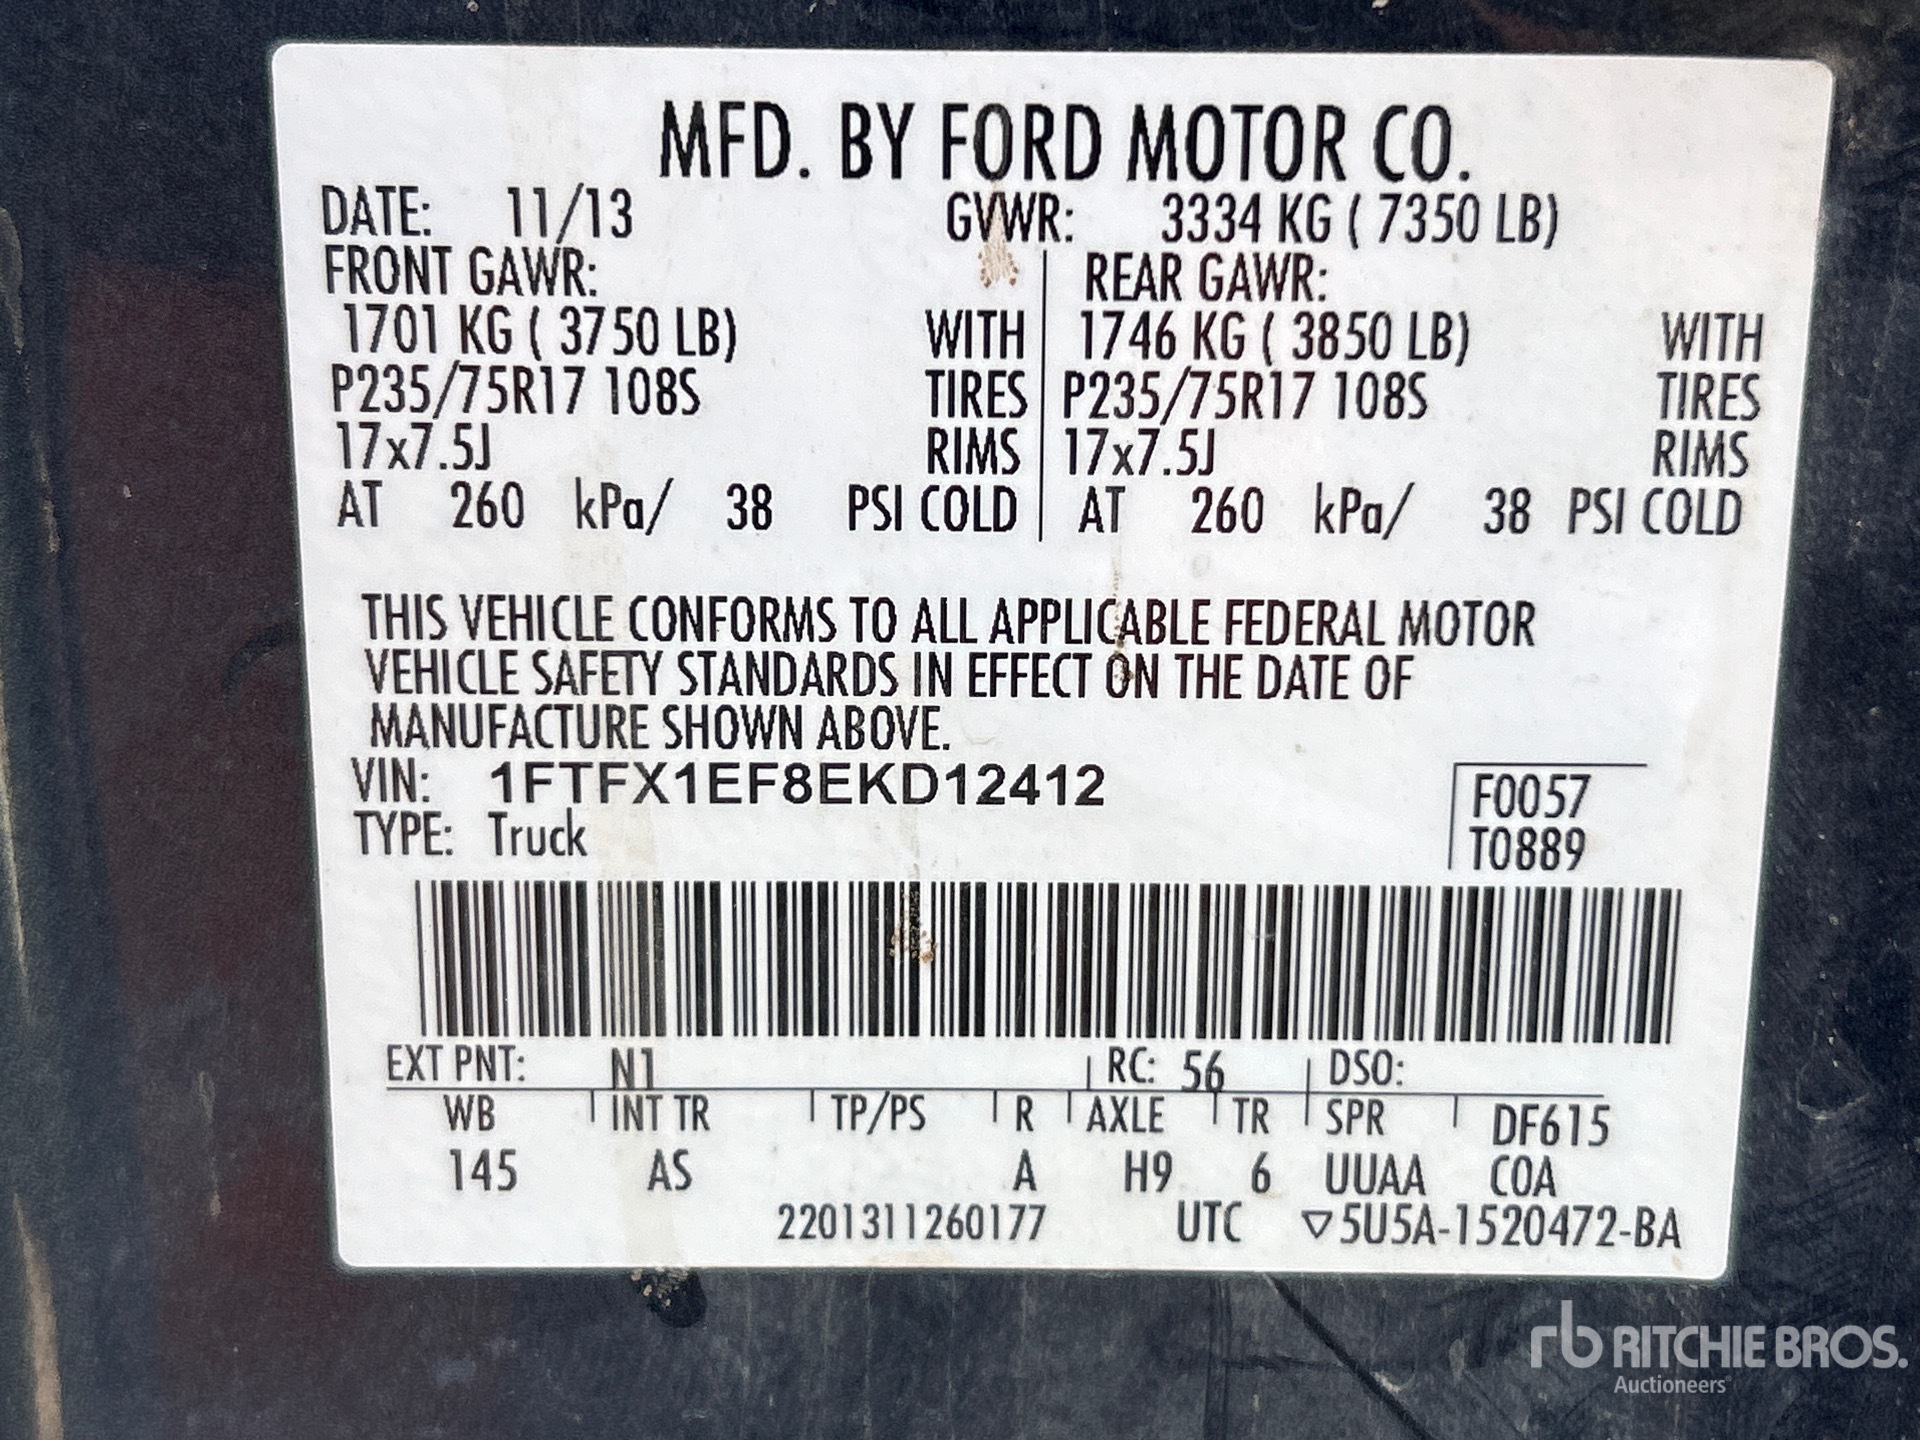 MFD. BY FORD MOTOR CO.
DATE: 11/13 GVWR: 3334 KG ( 7350 LB)
FRONT GAWR: REAR GAWR:
1701 KG ( 3750 LB) WITH 1746 KG ( 3850 LB) WITH
P235/75R17 108S TIRES P235/75R17 108S TIRES
17x7.5J RIMS 17x7.5J RIMS
AT 260 kPa/ 38 PSI COLD AT 260 kPa/ 38 PSI COLD
THIS VEHICLE CONFORMS TO ALL APPLICABLE FEDERAL MOTOR
VEHICLE SAFETY STANDARDS IN EFFECT ON THE DATE OF
MANUFACTURE SHOWN ABOVE.
VIN: 1FTFX1EF8EKD12412 F0057
TYPE: Truck T0889
EXT PNT: N1 RC: 56 DSO:
WB INT TR TP/PS R AXLE TR SPR DF615
145 AS A H9 6 UUAA COA
2201311260177 UTC ▽5U5A-1520472-BA
rb RITCHIE BROS.
Auctioneers